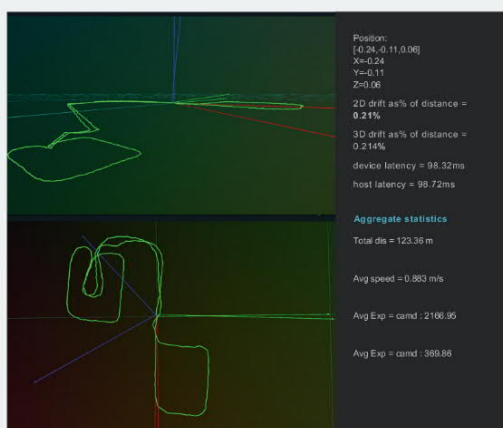 Position:
[-0.24,-0.11,0.06]
X=-0.24
Y=-0.11
Z=0.06
2D drift as% of distance =
0.21%
3D drift as% of distance =
0.214%
device latency = 98.32ms
host latency = 98.72ms
Aggregate statistics
Total dis = 123.36 m
Avg speed = 0.883 m/s
Avg Exp = camd : 2166.95
Avg Exp = camd : 369.86